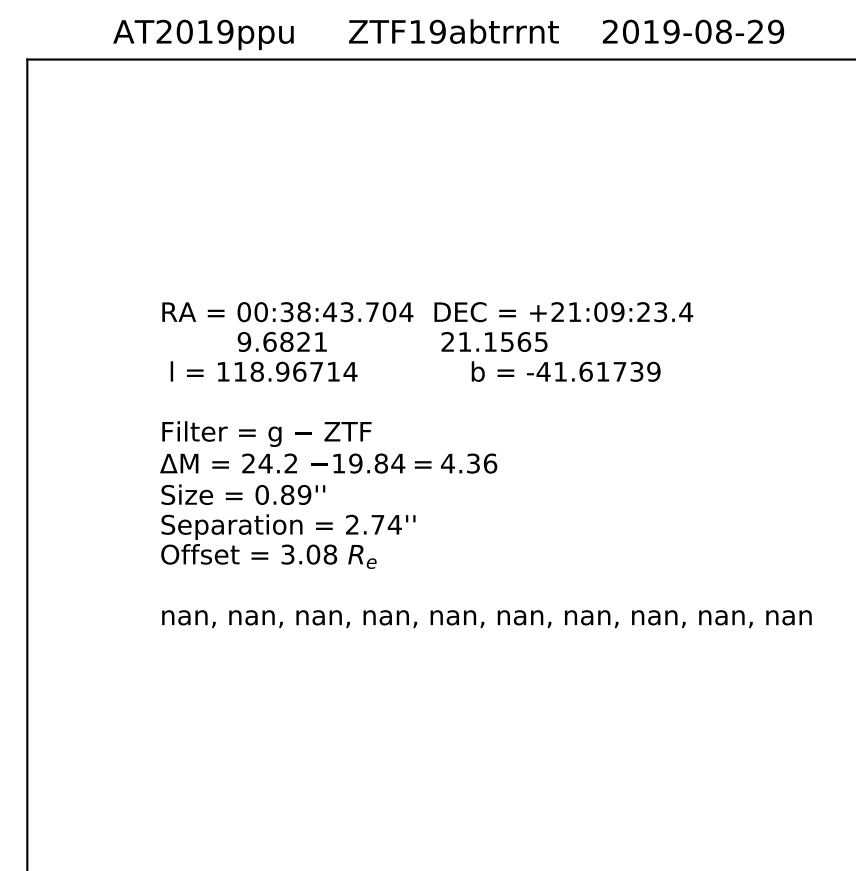 AT2019ppu ZTF19abtrrnt 2019-08-29
RA = 00:38:43.704 DEC = +21:09:23.4
9.6821 21.1565
l = 118.96714 b = -41.61739
Filter = g − ZTF
ΔM = 24.2 −19.84 = 4.36
Size = 0.89''
Separation = 2.74''
Offset = 3.08 Re
nan, nan, nan, nan, nan, nan, nan, nan, nan, nan